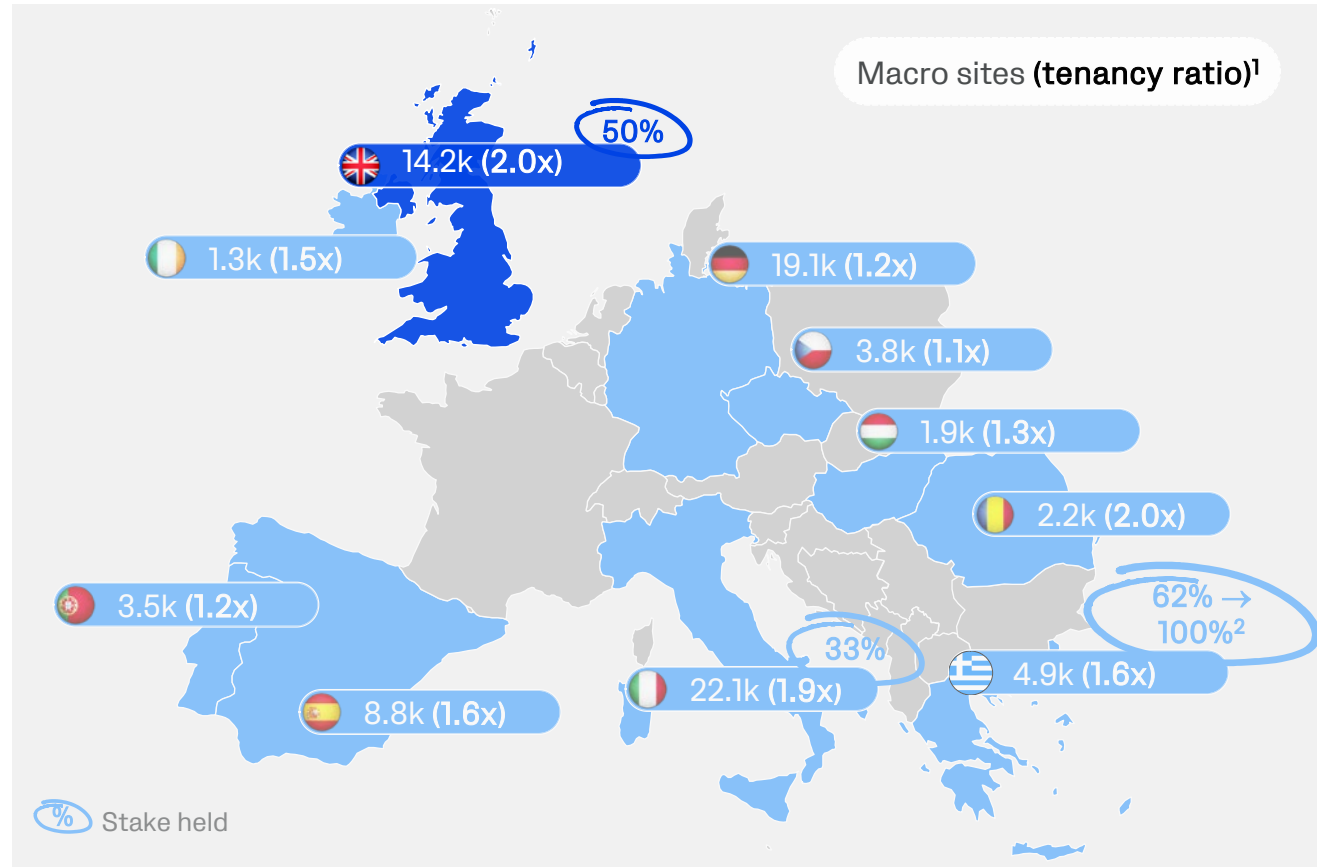 Macro sites (tenancy ratio)¹
50%
14.2k (2.0x)
1.3k (1.5x)
19.1k (1.2x)
3.8k (1.1x)
1.9k (1.3x)
2.2k (2.0x)
62% →
100%²
3.5k (1.2x)
33%
4.9k (1.6x)
22.1k (1.9x)
8.8k (1.6x)
% Stake held